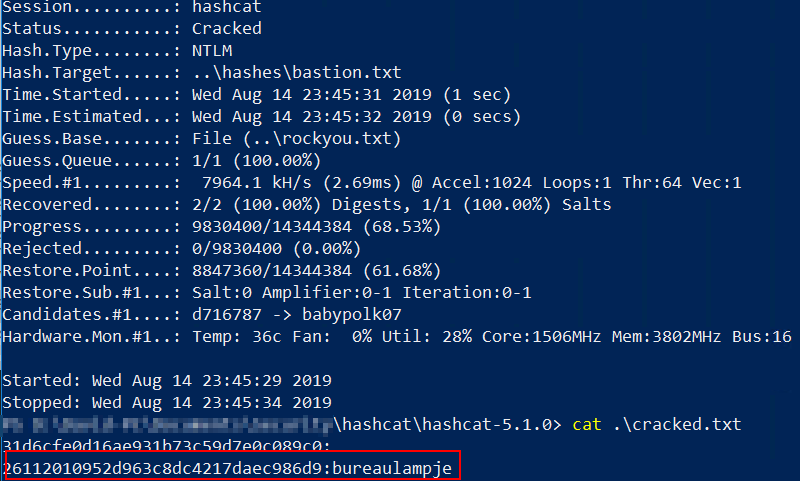 Session..........: hashcat
Status...........: Cracked
Hash.Type........: NTLM
Hash.Target......: ..\hashes\bastion.txt
Time.Started.....: Wed Aug 14 23:45:31 2019 (1 sec)
Time.Estimated...: Wed Aug 14 23:45:32 2019 (0 secs)
Guess.Base.......: File (..\rockyou.txt)
Guess.Queue......: 1/1 (100.00%)
Speed.#1.........:  7964.1 kH/s (2.69ms) @ Accel:1024 Loops:1 Thr:64 Vec:1
Recovered........: 2/2 (100.00%) Digests, 1/1 (100.00%) Salts
Progress.........: 9830400/14344384 (68.53%)
Rejected.........: 0/9830400 (0.00%)
Restore.Point....: 8847360/14344384 (61.68%)
Restore.Sub.#1...: Salt:0 Amplifier:0-1 Iteration:0-1
Candidates.#1....: d716787 -> babypolk07
Hardware.Mon.#1..: Temp: 36c Fan:  0% Util: 28% Core:1506MHz Mem:3802MHz Bus:16
Started: Wed Aug 14 23:45:29 2019
Stopped: Wed Aug 14 23:45:34 2019
\hashcat\hashcat-5.1.0> cat .\cracked.txt
31d6cfe0d16ae931b73c59d7e0c089c0:
26112010952d963c8dc4217daec986d9:bureaulampje